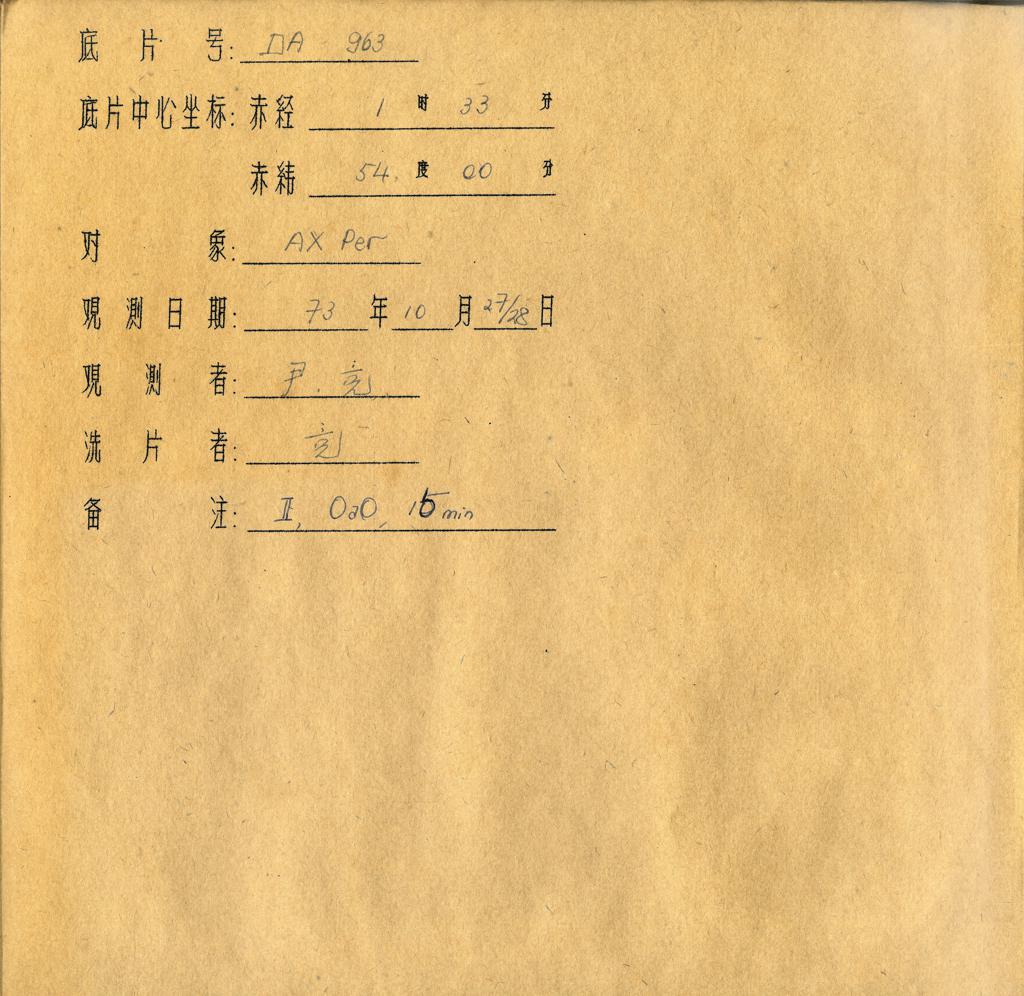 底片号: DA 963
底片中心坐标: 赤经 1 时 33 分
赤纬 54 度 00 分
对象: AX Per
观测日期: 73 年 10 月 27/28 日
观测者: 尹.竞
洗片者: 竞
备注: II, OaO, 15 min